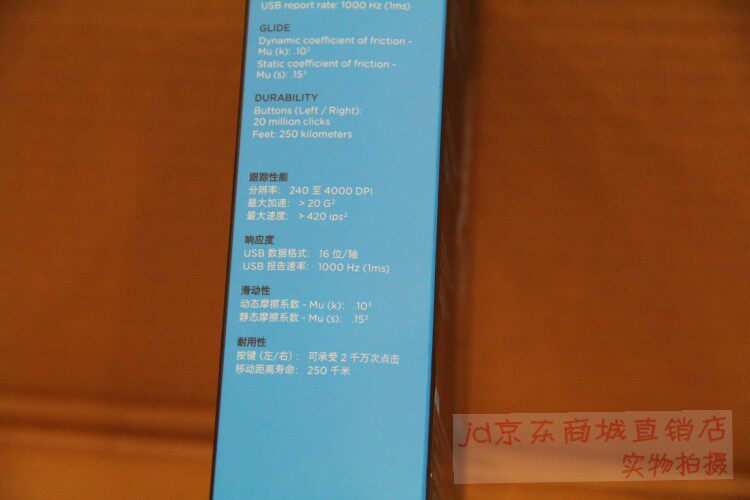 USB report rate: 1000 Hz (1ms)
GLIDE
Dynamic coefficient of friction -
Mu (k): .10³
Static coefficient of friction -
Mu (s): .15³
DURABILITY
Buttons (Left / Right):
20 million clicks
Feet: 250 kilometers
跟踪性能
分辨率: 240 至 4000 DPI
最大加速: > 20 G²
最大速度: > 420 ips²
响应度
USB 数据格式: 16 位/轴
USB 报告速率: 1000 Hz (1ms)
滑动性
动态摩擦系数 - Mu (k): .10³
静态摩擦系数 - Mu (s): .15³
耐用性
按键 (左/右): 可承受 2 千万次点击
移动距离寿命: 250 千米
jd京东商城直销店
实物拍摄